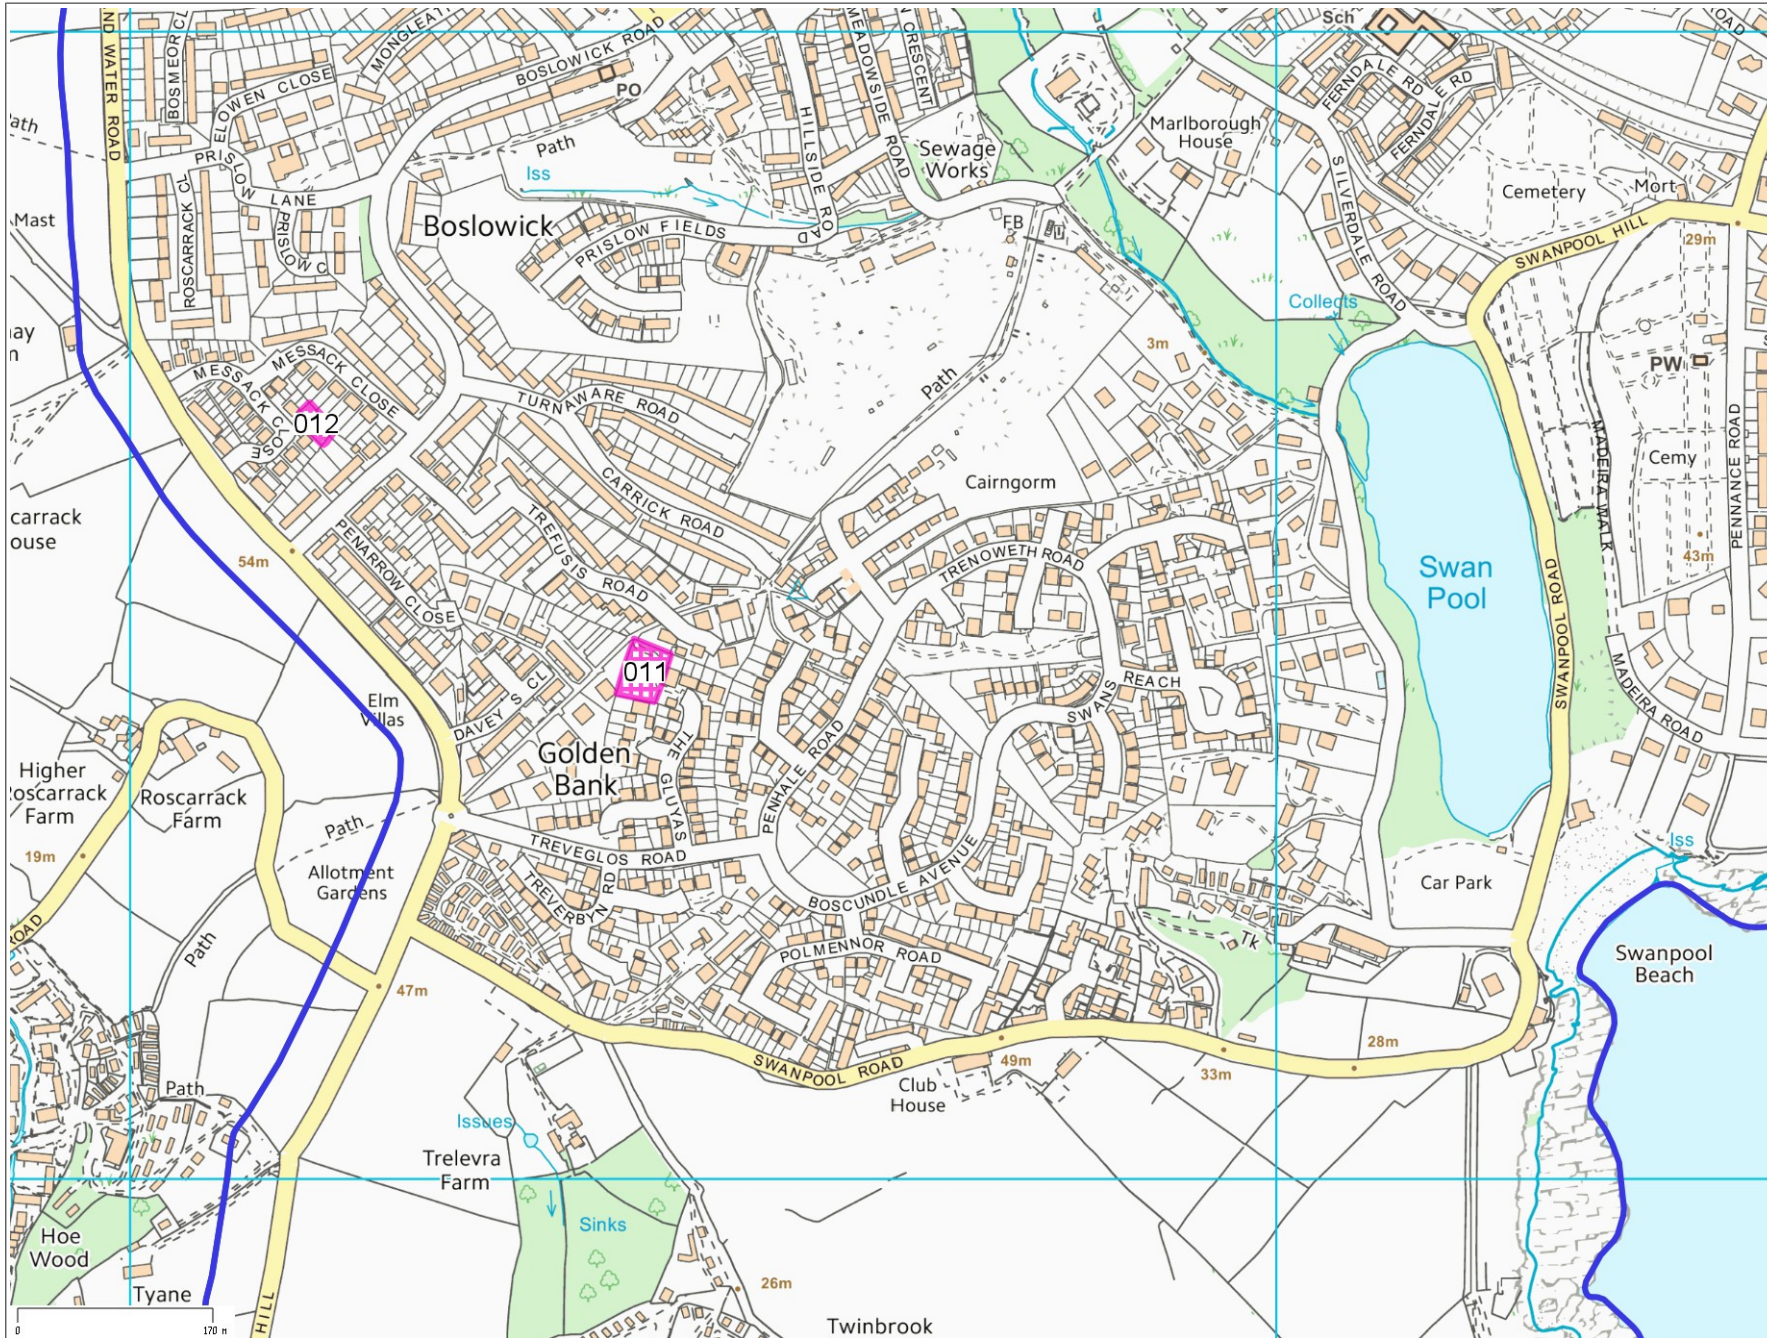 Sch
ROAD
ND WATER ROAD
BOSMEOR CL
MONGLEATH
BOSLOWICK ROAD
MEADOWSIDE ROAD
N CRESCENT
ELOWEN CLOSE
PO
HILLSIDE ROAD
FERNDALE RD
FERNDALE RD
Marlborough
House
ath
Path
Sewage
Works
PRISLOW LANE
Iss
SILVERDALE ROAD
Cemetery
Mort
ROSCARRACK CL
PRISLOW C
Mast
Boslowick
PRISLOW FIELDS
FB
SWANPOOL HILL
29m
Collects
3m
MESSACK CLOSE
MESSACK CLOSE
012
TURNAWARE ROAD
Path
PW
MADEIRA WALK
PENNANCE ROAD
Cemy
CARRICK ROAD
Cairngorm
carrack
ouse
PENARROW CLOSE
TREFUSIS ROAD
54m
TRENOWETH ROAD
43m
Swan
Pool
SWANPOOL ROAD
011
DAVEY'S CL
SWANS REACH
MADEIRA ROAD
Elm
Villas
Golden
Bank
THE GLUYAS
PENHALE ROAD
Higher
Roscarrack
Farm
Roscarrack
Farm
Path
TREVEGLOS ROAD
19m
Allotment
Gardens
TREVERBYN RD
BOSCUNDLE AVENUE
Iss
Car Park
ROAD
Path
POLMENNOR ROAD
Tk
Swanpool
Beach
47m
SWANPOOL ROAD
49m
33m
28m
Club
House
Path
Issues
Trelevra
Farm
Hoe
Wood
Sinks
Tyane
HILL
26m
Twinbrook
0
170 m